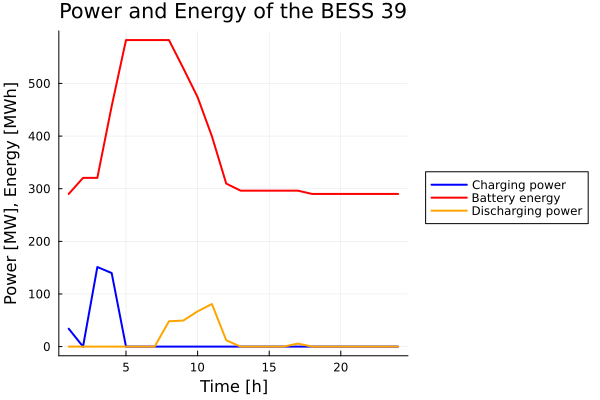 Power and Energy of the BESS 39
Power [MW], Energy [MWh]
500
400
300
200
100
0
5
10
15
20
Time [h]
Charging power
Battery energy
Discharging power